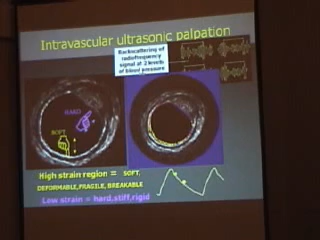 Intravascular ultrasonic palpation
Backscattering of
radiofrequency
signal at 2 levels
of blood pressure
HARD
SOFT
High strain region = SOFT,
DEFORMABLE,FRAGILE, BREAKABLE
Low strain = hard,stiff,rigid